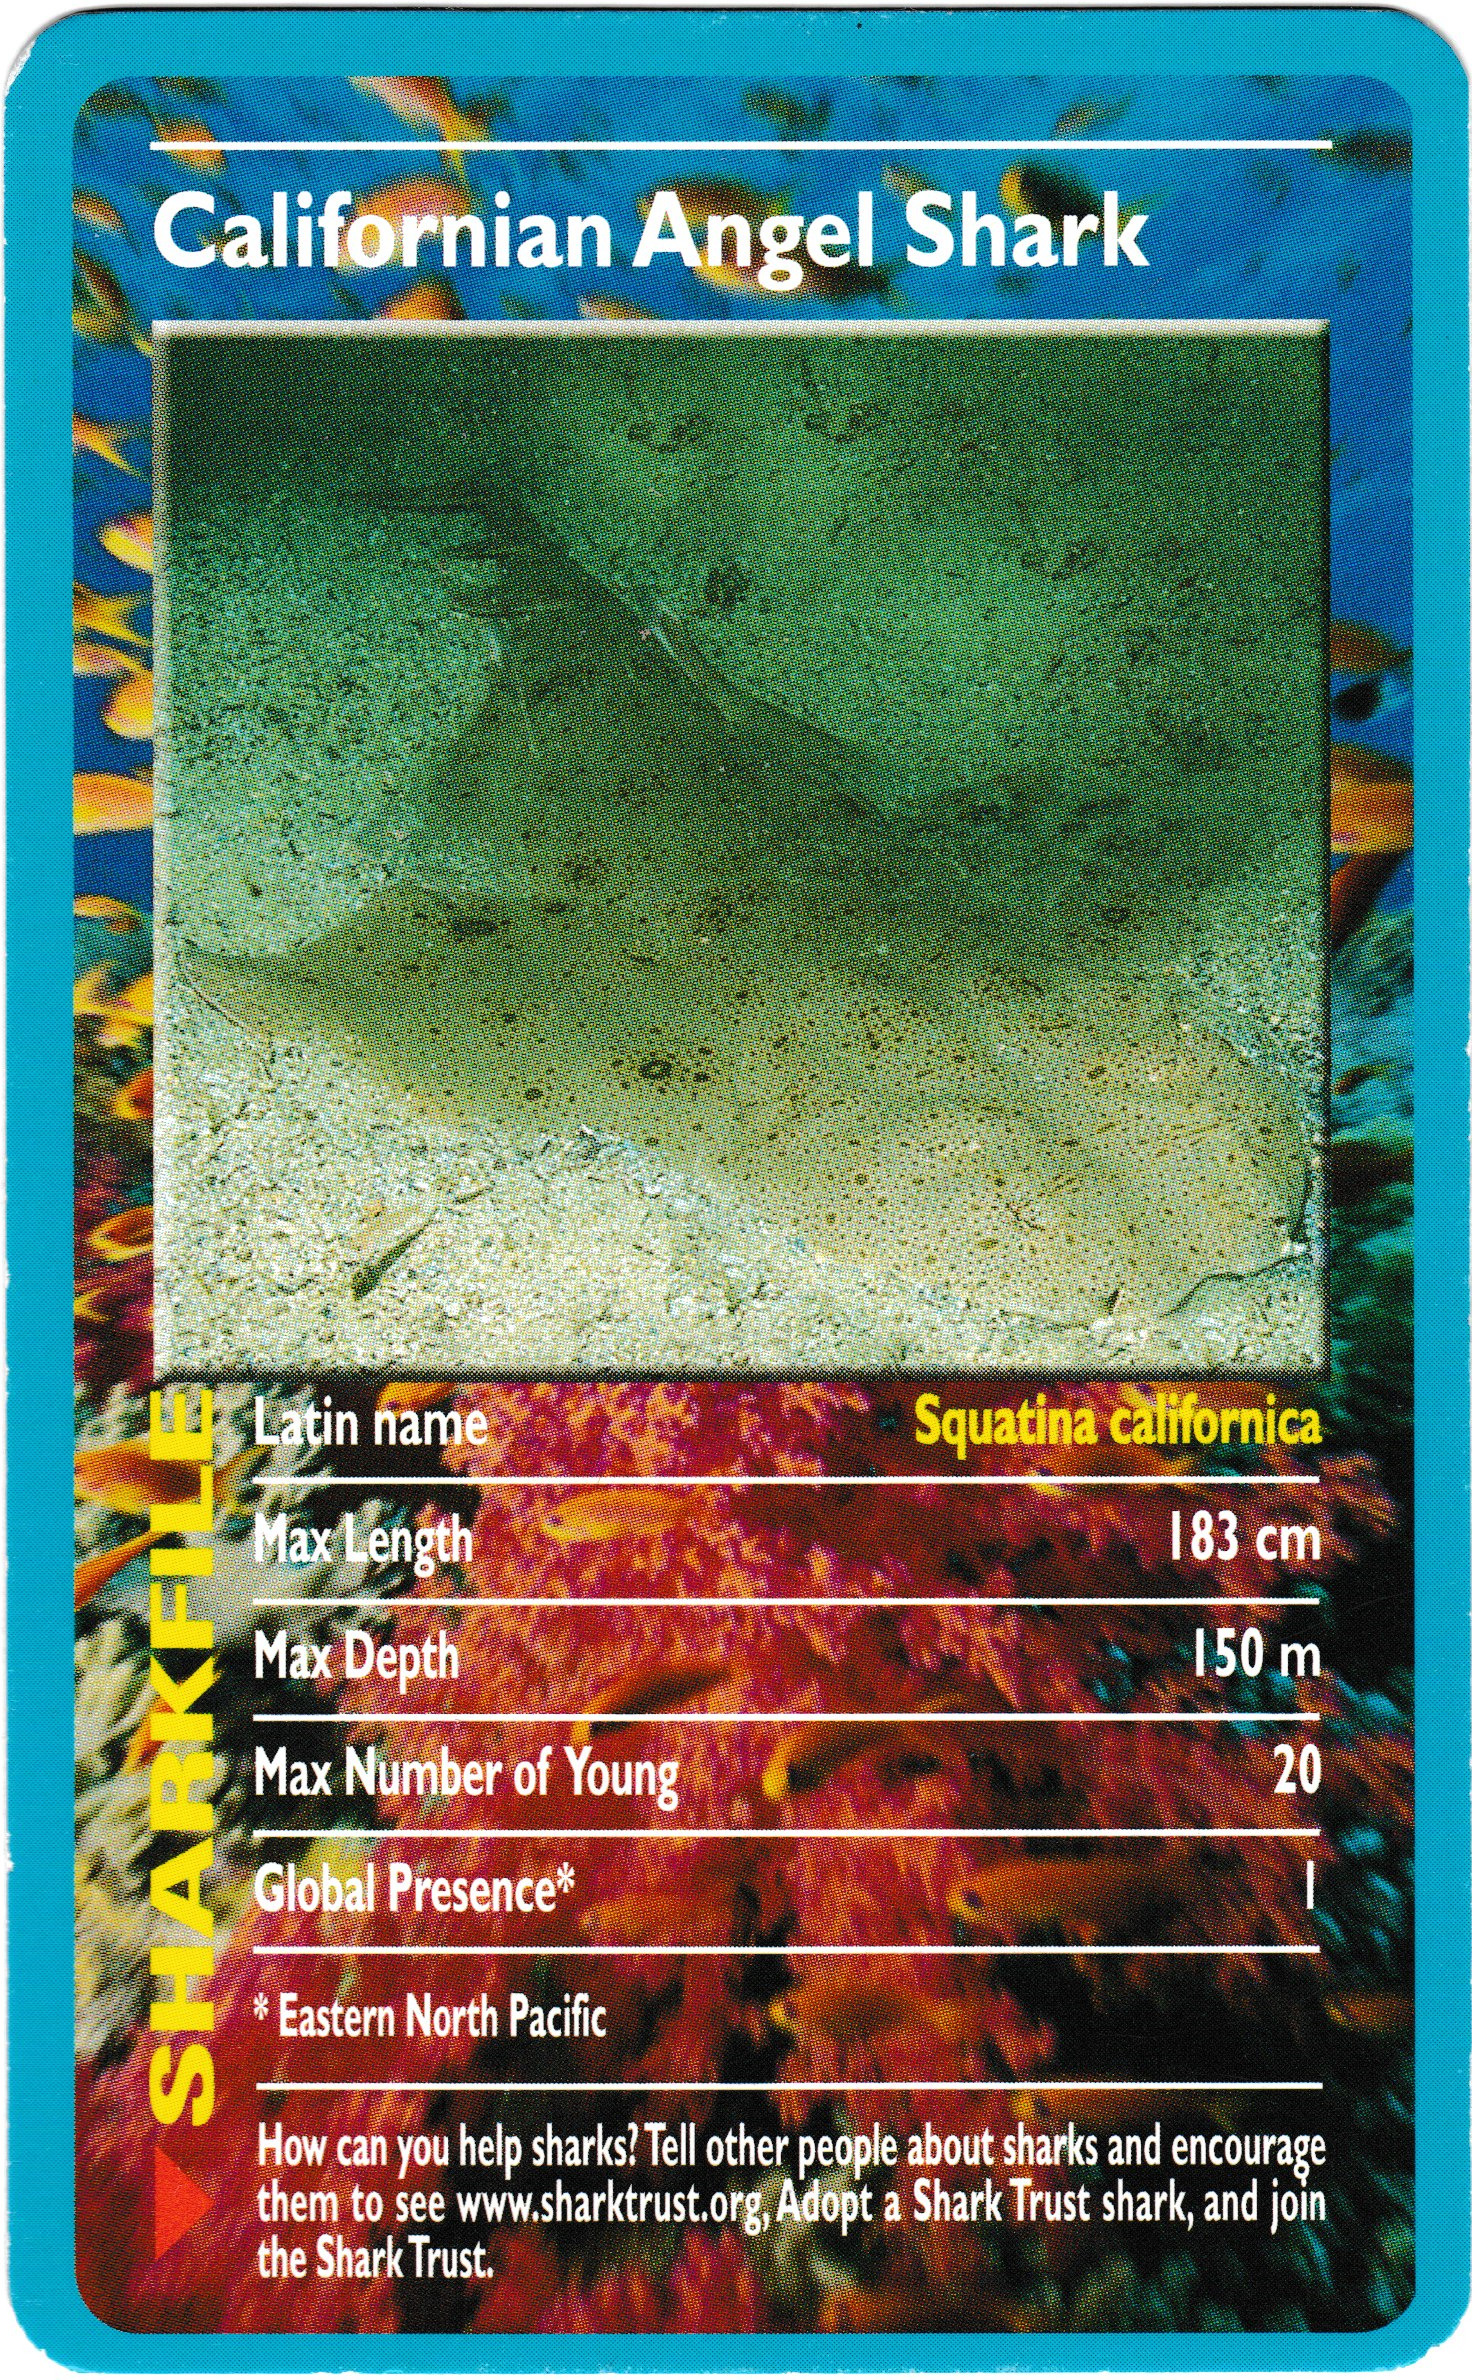 Californian Angel Shark
SHARKFILE
Latin name Squatina californica
Max Length 183 cm
Max Depth 150 m
Max Number of Young 20
Global Presence* 1
* Eastern North Pacific
How can you help sharks? Tell other people about sharks and encourage
them to see www.sharktrust.org, Adopt a Shark Trust shark, and join
the Shark Trust.